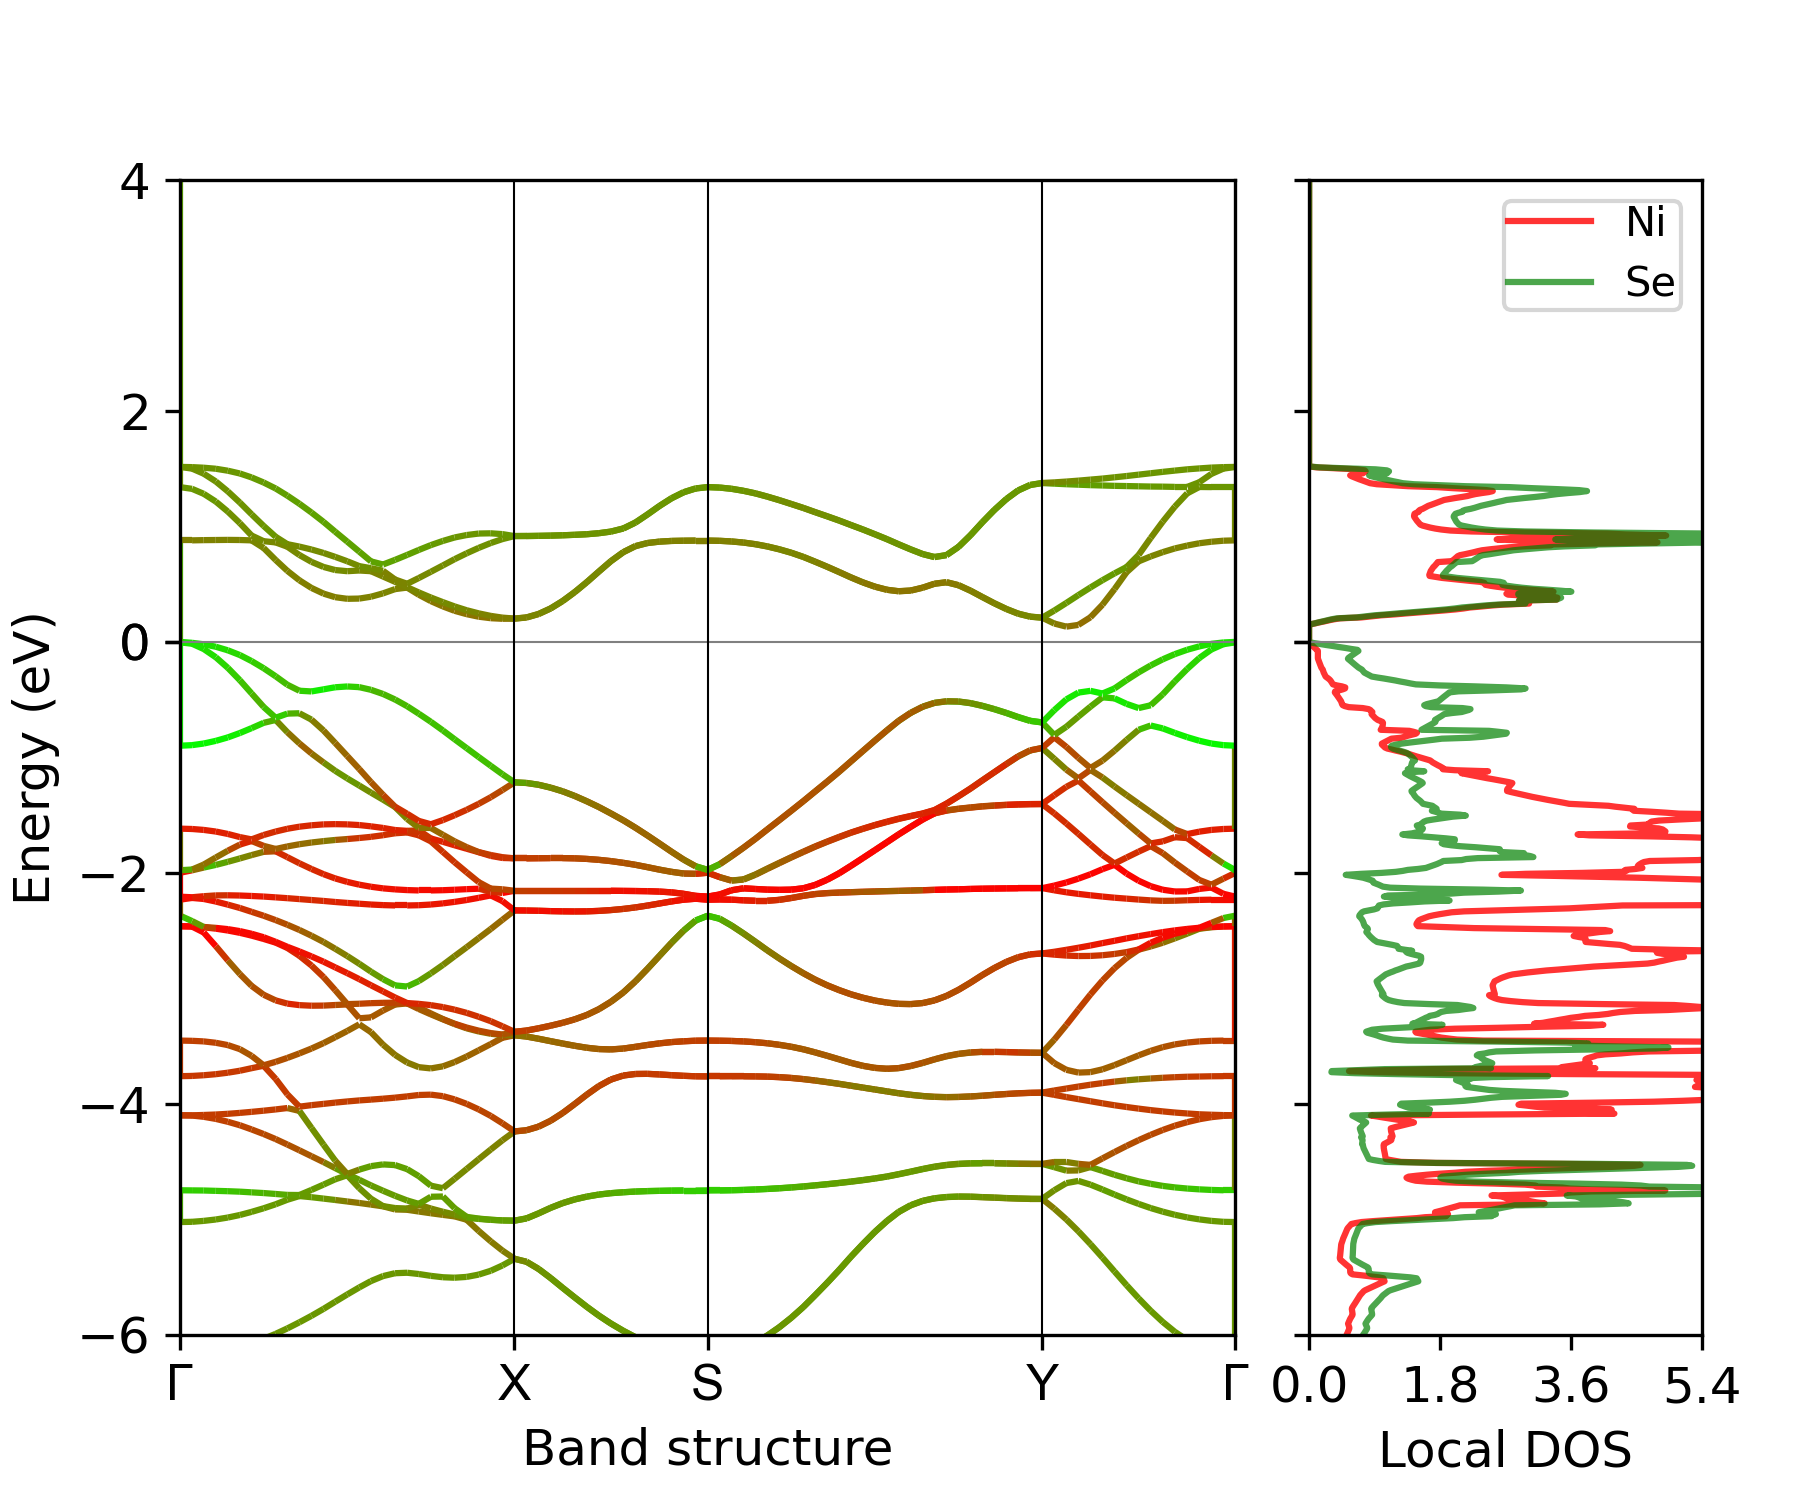 4
2
0
−2
−4
−6
Energy (eV)
Γ X S Y Γ
Band structure
Ni
Se
0.0 1.8 3.6 5.4
Local DOS